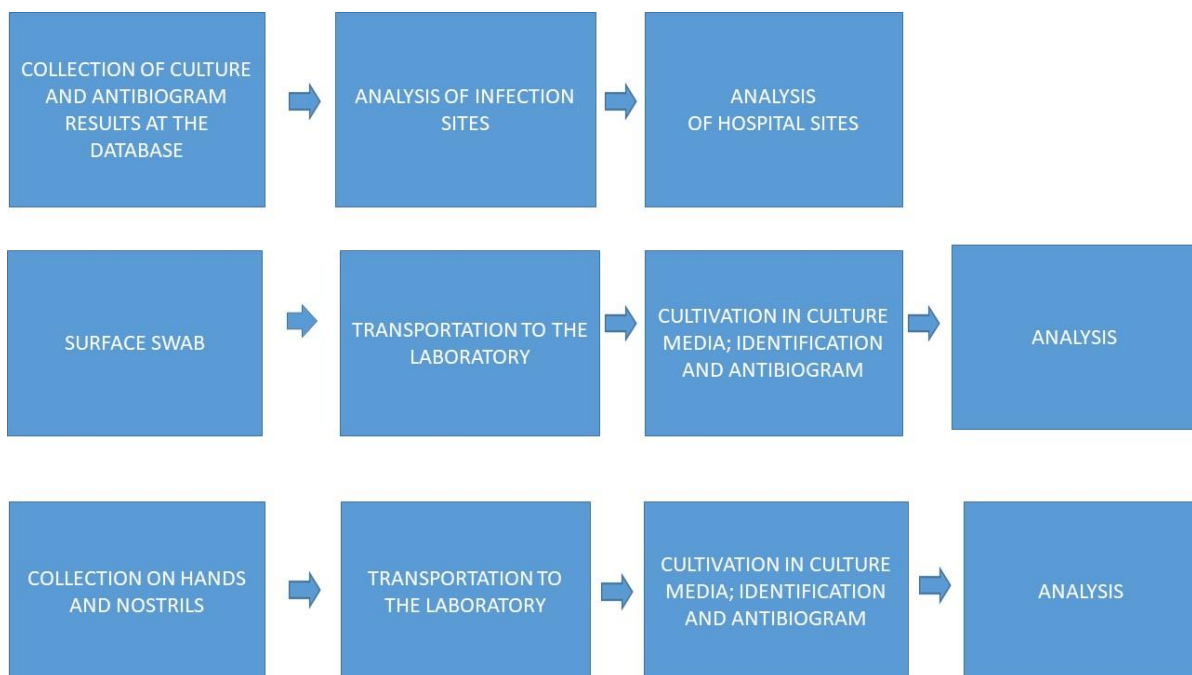 COLLECTION OF CULTURE
AND ANTIBIOGRAM
RESULTS AT THE
DATABASE
ANALYSIS OF INFECTION
SITES
ANALYSIS
OF HOSPITAL SITES
SURFACE SWAB
TRANSPORTATION TO THE
LABORATORY
CULTIVATION IN CULTURE
MEDIA; IDENTIFICATION
AND ANTIBIOGRAM
ANALYSIS
COLLECTION ON HANDS
AND NOSTRILS
TRANSPORTATION TO
THE LABORATORY
CULTIVATION IN CULTURE
MEDIA; IDENTIFICATION
AND ANTIBIOGRAM
ANALYSIS